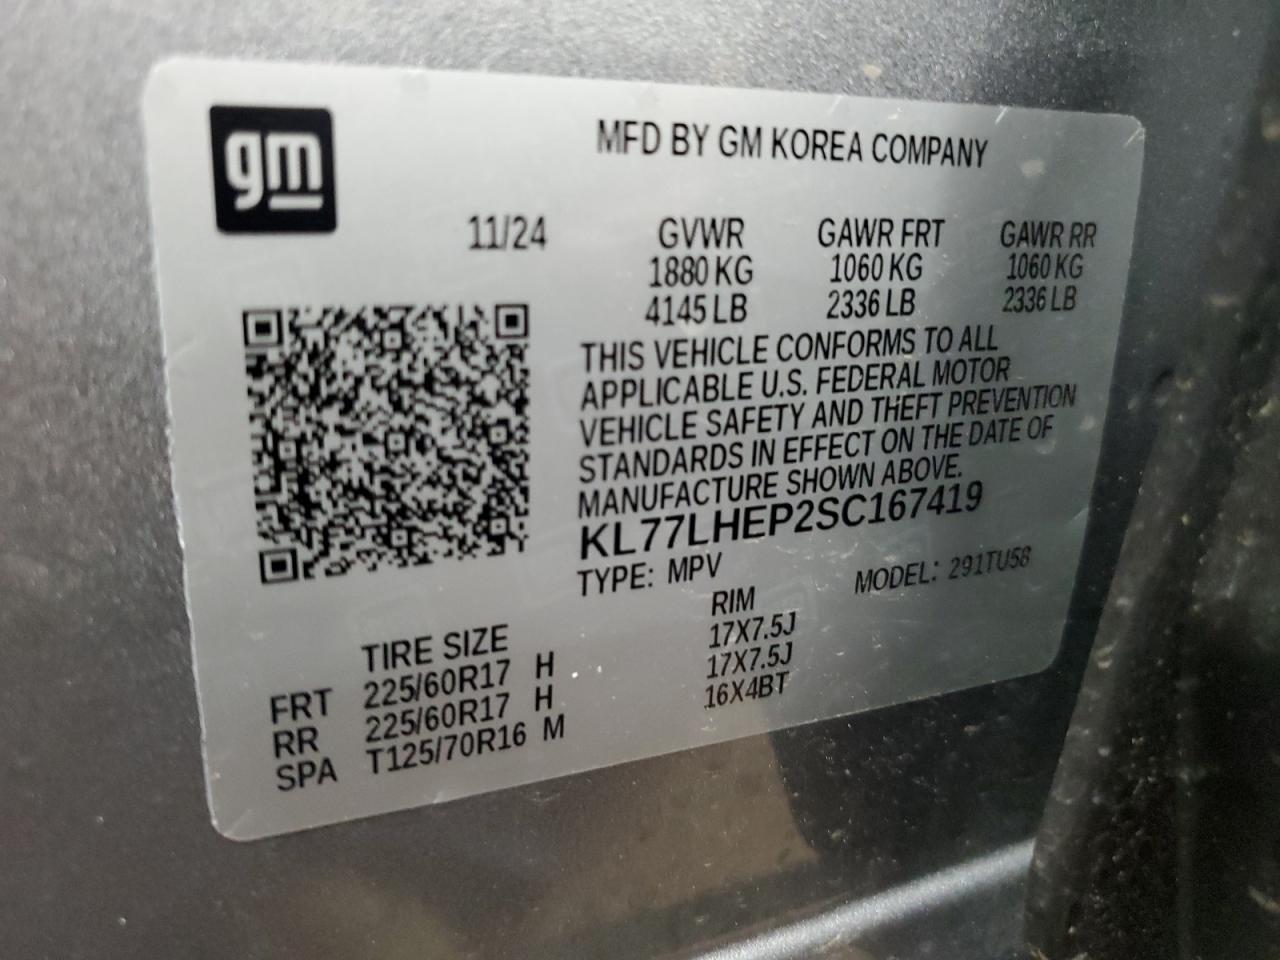 gm
MFD BY GM KOREA COMPANY
11/24 GVWR GAWR FRT GAWR RR
1880 KG 1060 KG 1060 KG
4145 LB 2336 LB 2336 LB
THIS VEHICLE CONFORMS TO ALL
APPLICABLE U.S. FEDERAL MOTOR
VEHICLE SAFETY AND THEFT PREVENTION
STANDARDS IN EFFECT ON THE DATE OF
MANUFACTURE SHOWN ABOVE.
KL77LHEP2SC167419
TYPE: MPV MODEL: 291TU58
TIRE SIZE RIM
FRT 225/60R17 H 17X7.5J
RR 225/60R17 H 17X7.5J
SPA T125/70R16 M 16X4BT